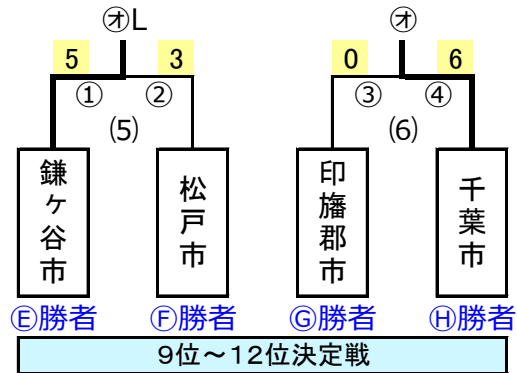 ㋔L ㋔
5 3 0 6
① ② ③ ④
(5) (6)
鎌ヶ谷市 松戸市 印旛郡市 千葉市
Ⓔ勝者 Ⓕ勝者 Ⓖ勝者 Ⓗ勝者
9位～12位決定戦